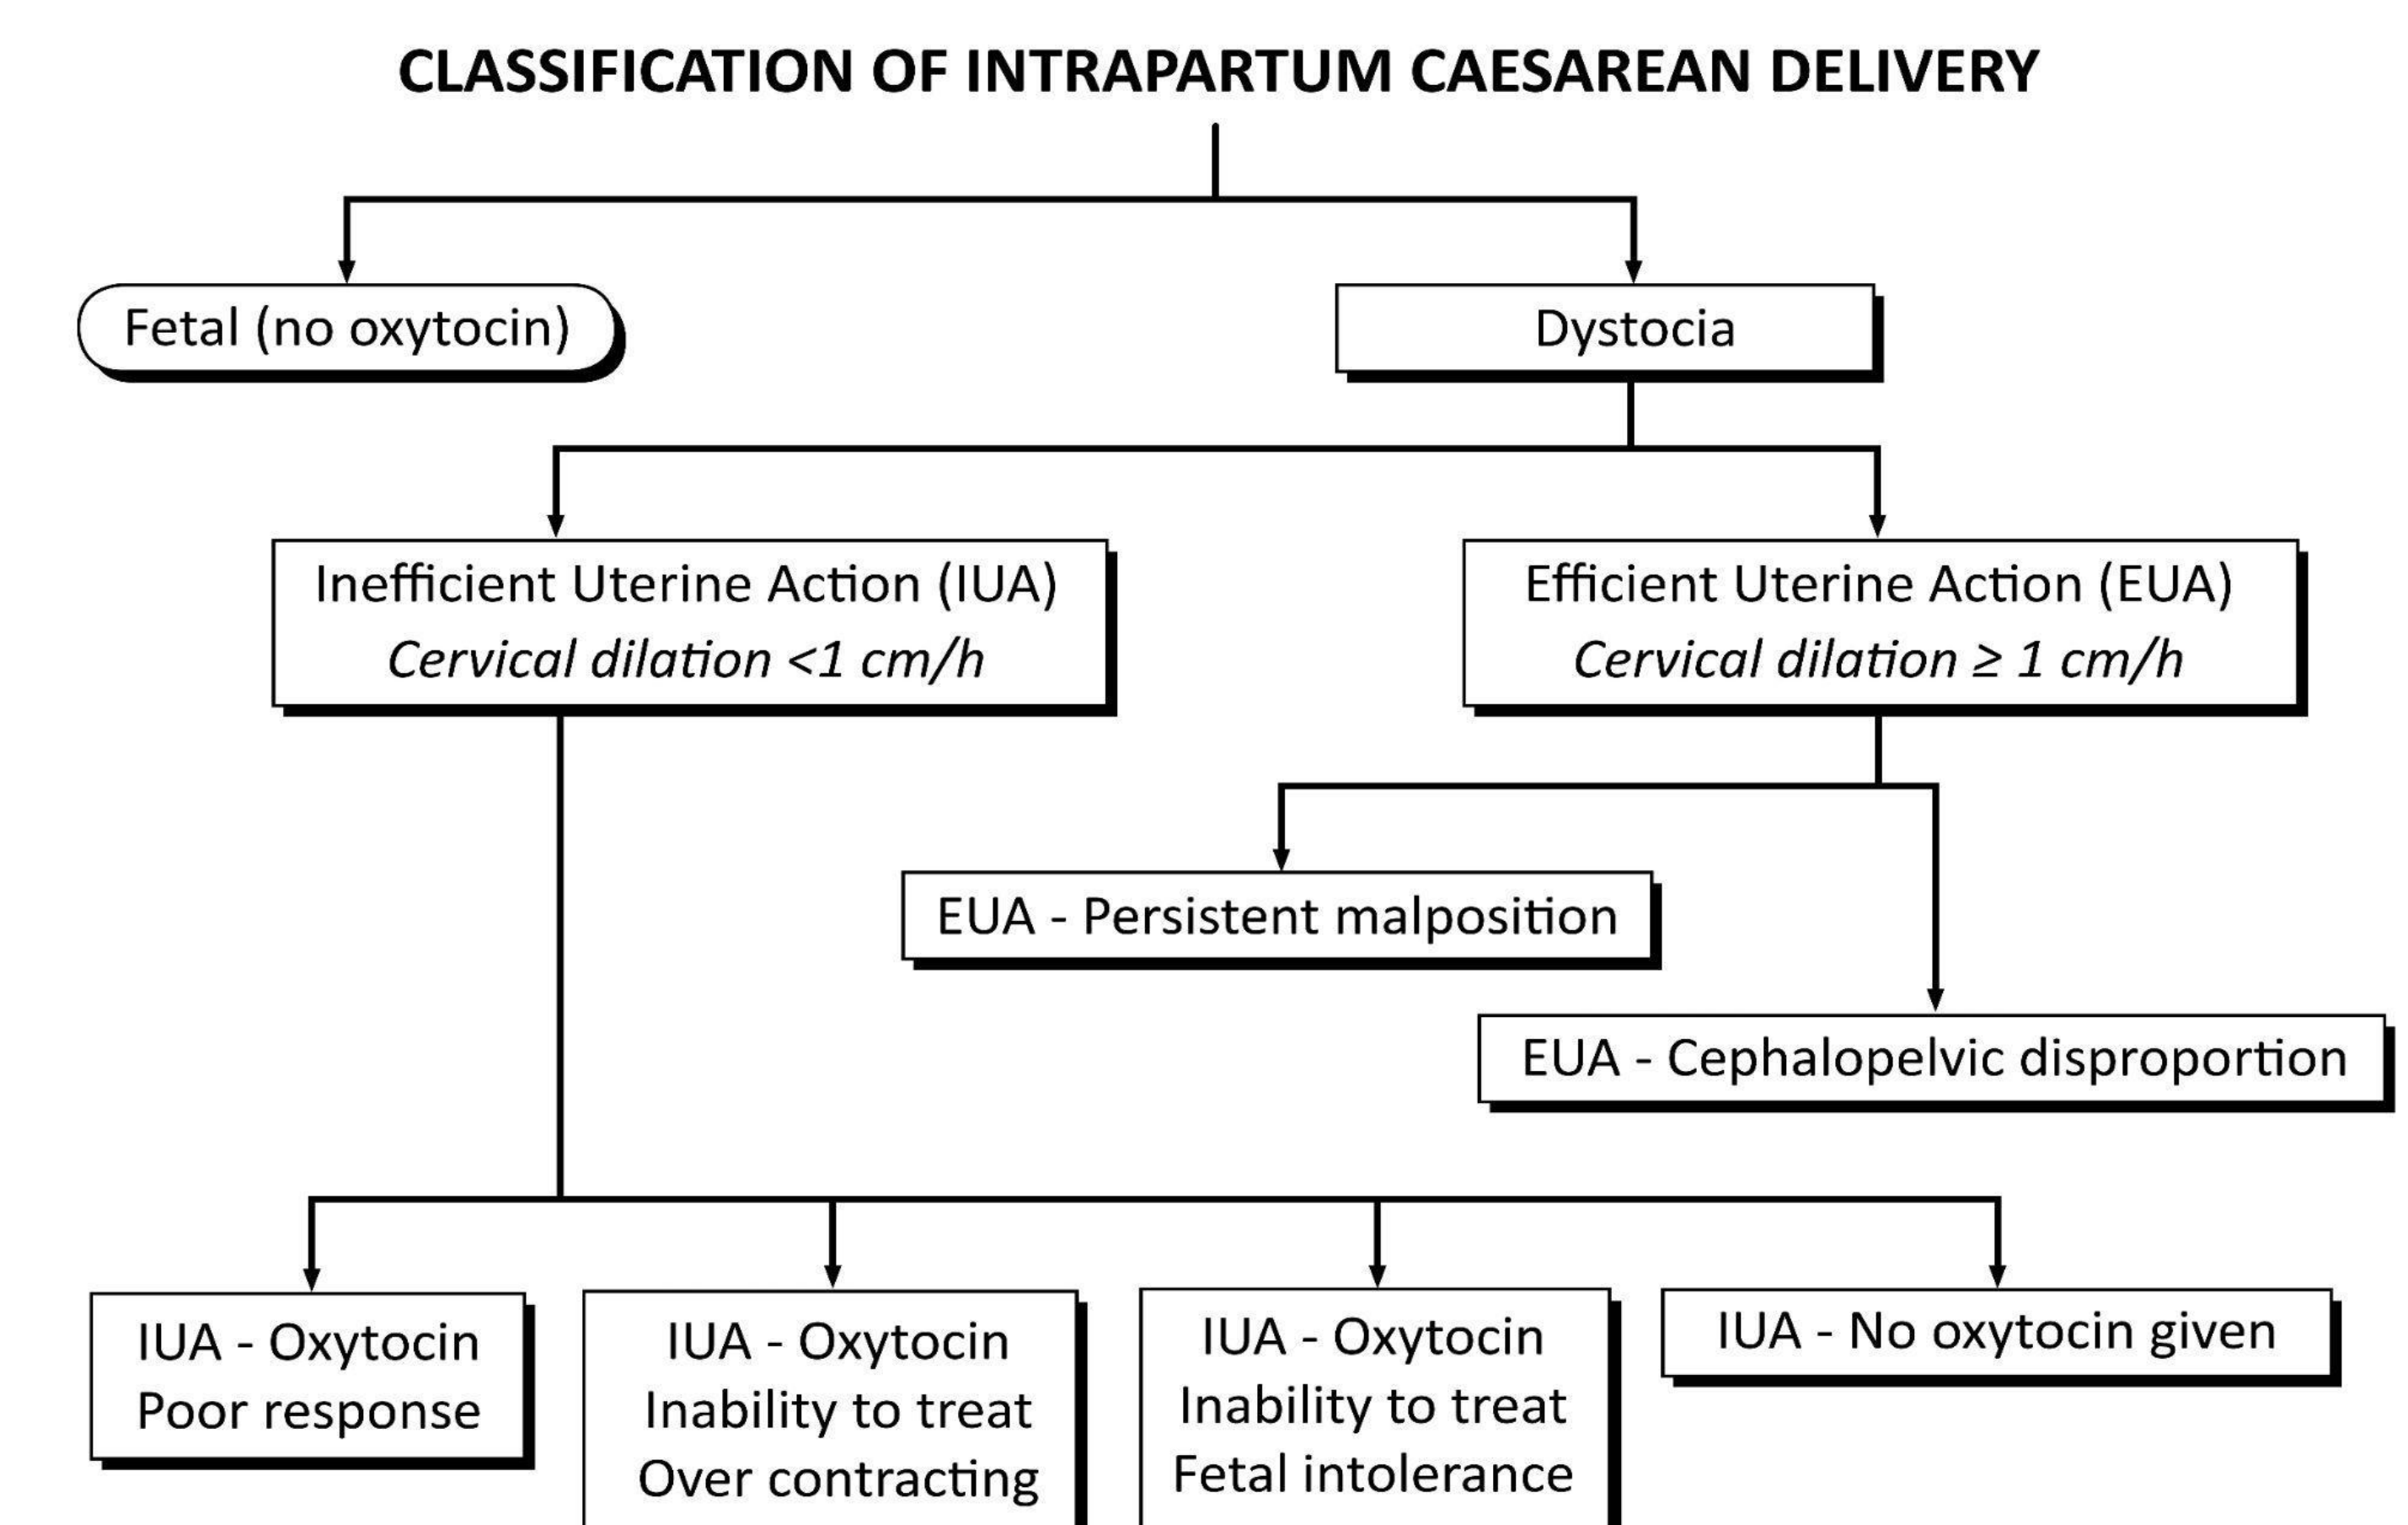 CLASSIFICATION OF INTRAPARTUM CAESAREAN DELIVERY
Fetal (no oxytocin)
Dystocia
Inefficient Uterine Action (IUA)
Cervical dilation <1 cm/h
Efficient Uterine Action (EUA)
Cervical dilation ≥ 1 cm/h
EUA - Persistent malposition
EUA - Cephalopelvic disproportion
IUA - Oxytocin
Poor response
IUA - Oxytocin
Inability to treat
Over contracting
IUA - Oxytocin
Inability to treat
Fetal intolerance
IUA - No oxytocin given